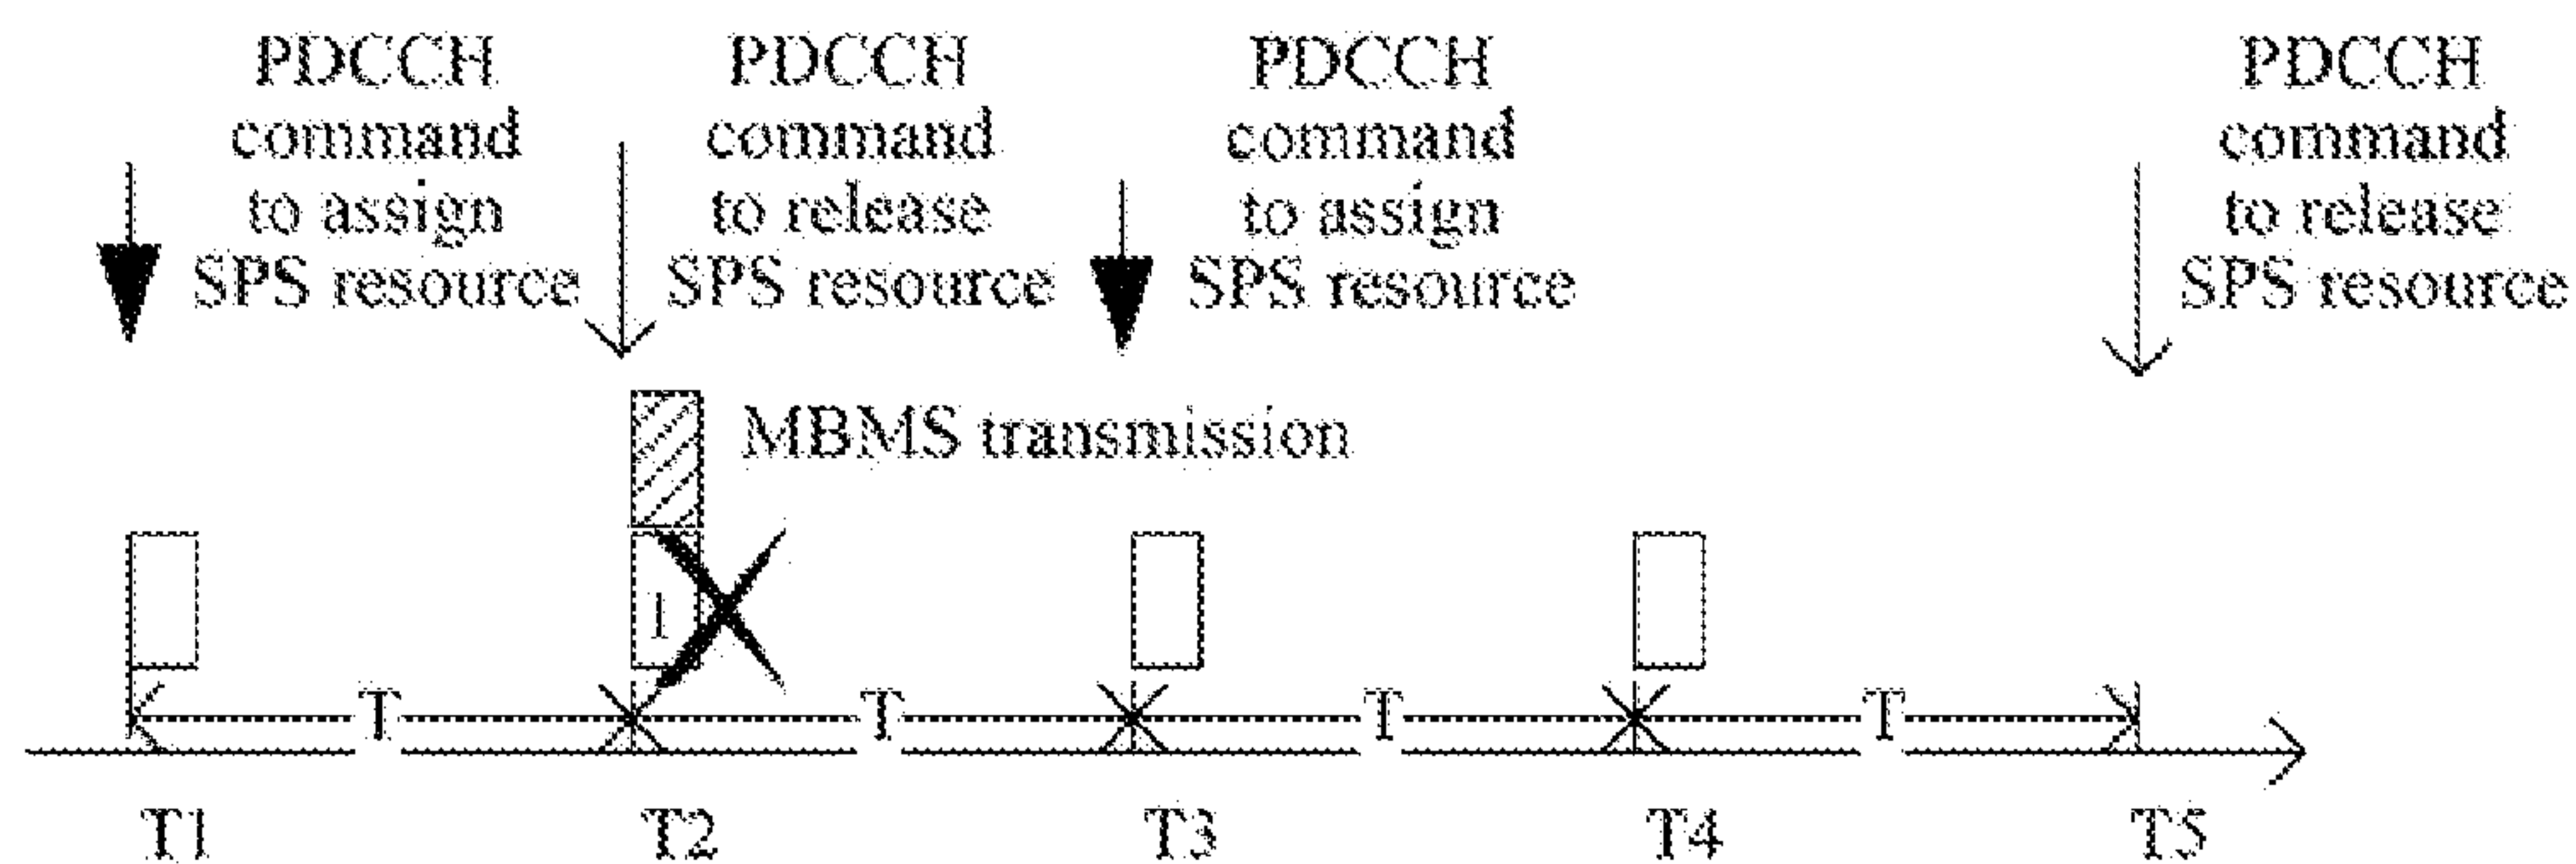 PDCCH
command
to assign
SPS resource
PDCCH
command
to release
SPS resource
PDCCH
command
to assign
SPS resource
PDCCH
command
to release
SPS resource
MBMS transmission
1
T T T T
T1 T2 T3 T4 T5